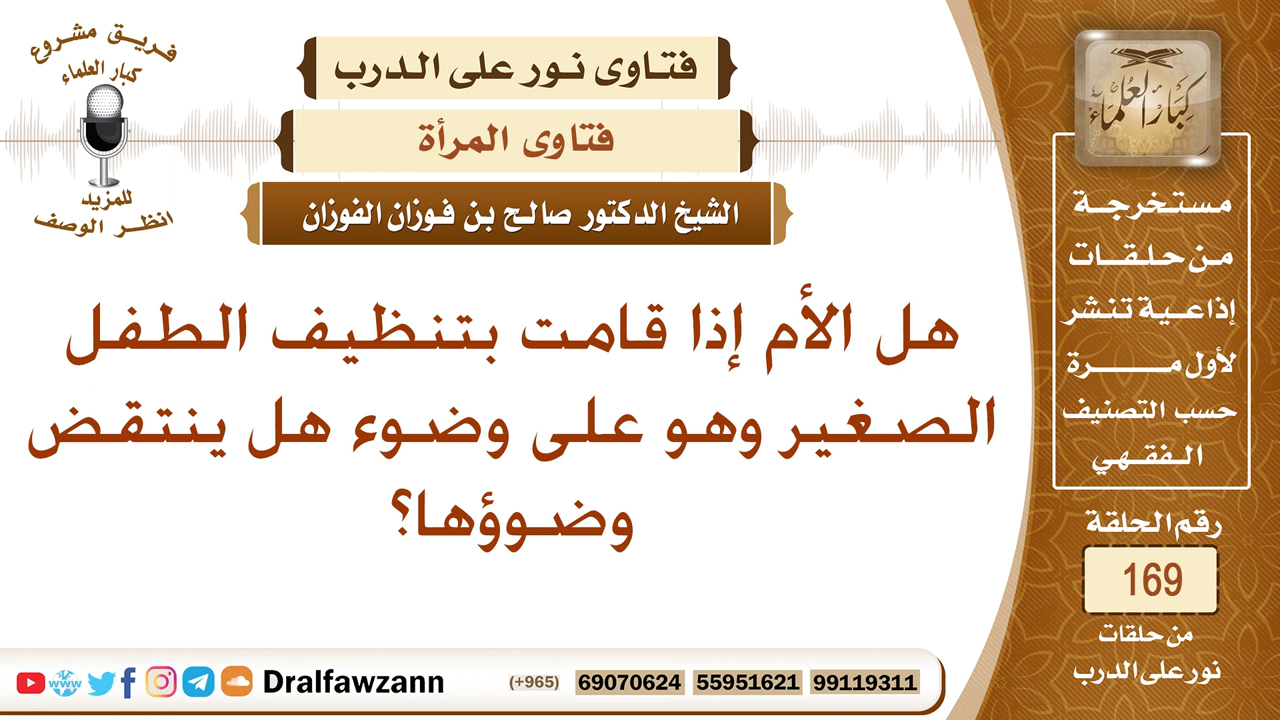 فريق مشروع
كبار العلماء
للمزيد
انظر الوصف
فتاوى نور على الدرب
فتاوى المرأة
الشيخ الدكتور صالح بن فوزان الفوزان
هل الأم إذا قامت بتنظيف الطفل
الصغير وهو على وضوء هل ينتقض
وضوؤها؟
كبار العلماء
مستخرجة
من حلقات
إذاعية تنشر
لأول مرة
حسب التصنيف
الفقهي
رقم الحلقة
169
من حلقات
نور على الدرب
www
Dralfawzann
(+965) 69070624 55951621 99119311